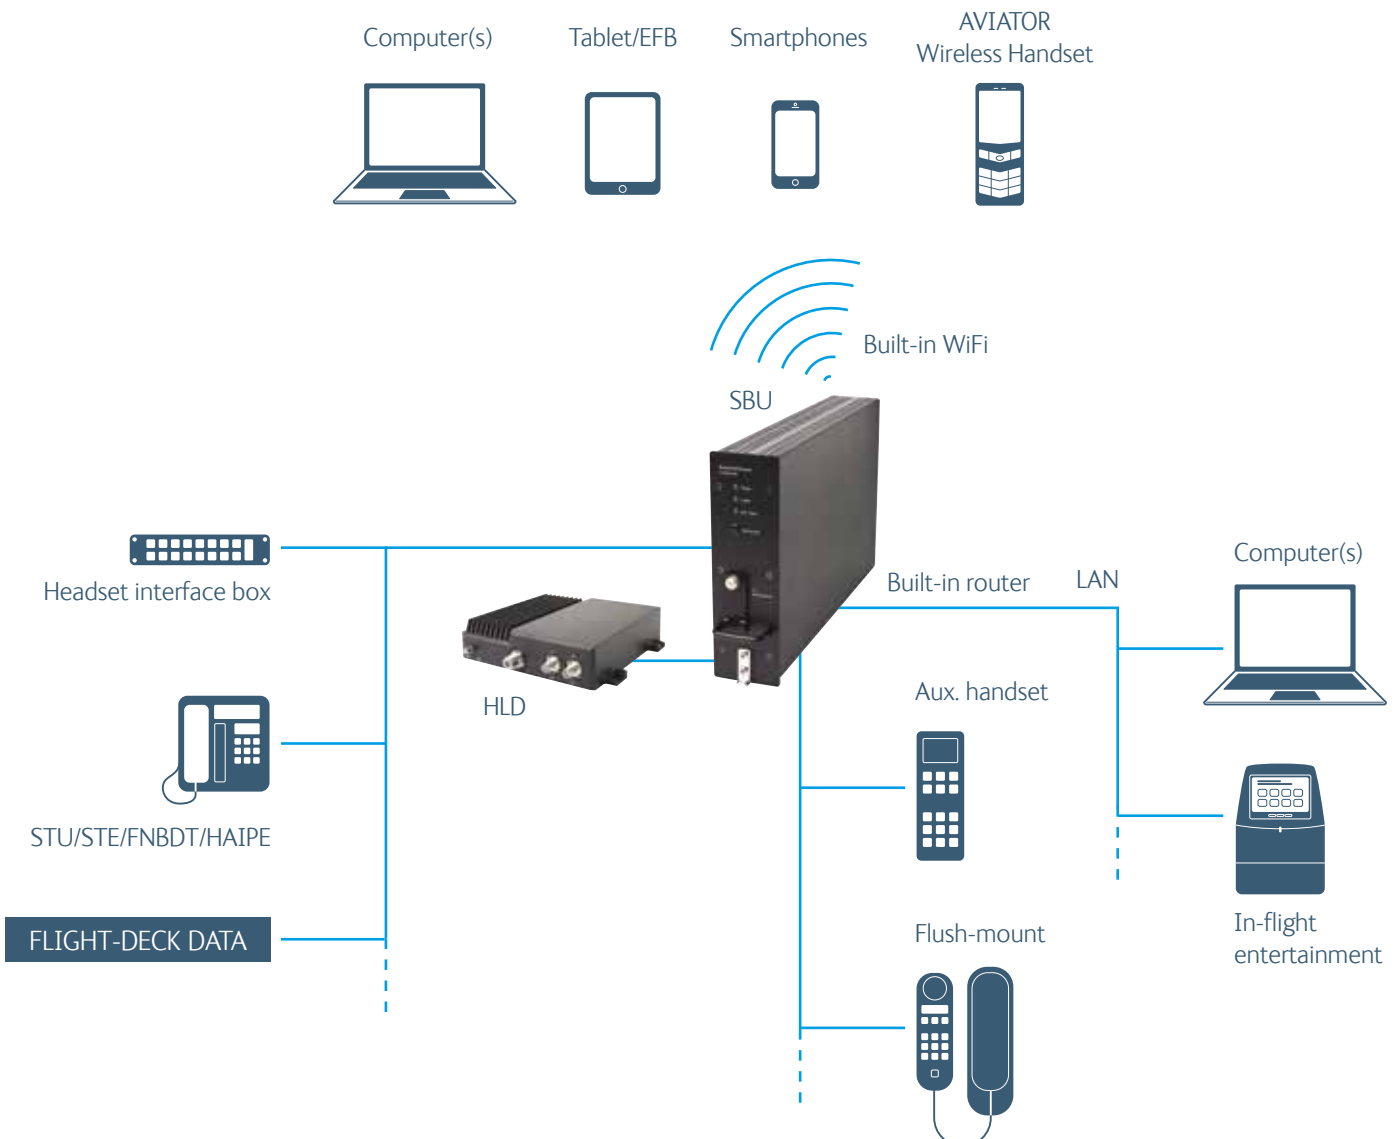 Computer(s)
Tablet/EFB
Smartphones
AVIATOR
Wireless Handset
Built-in WiFi
SBU
Headset interface box
Built-in router
LAN
Computer(s)
HLD
Aux. handset
STU/STE/FNBDT/HAIPE
FLIGHT-DECK DATA
Flush-mount
In-flight
entertainment